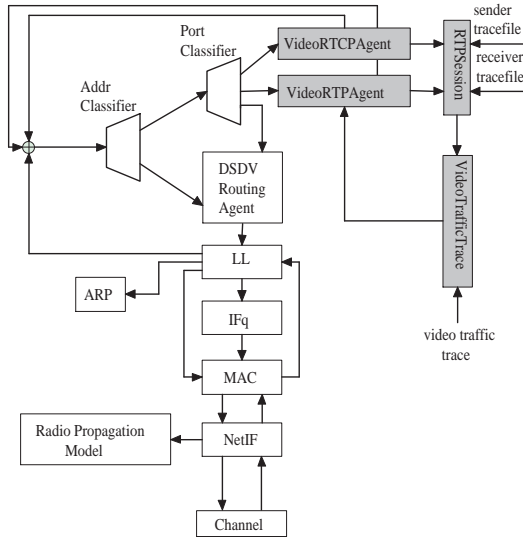 sender
tracefile
receiver
tracefile
Port
Classifier
VideoRTCPAgent
VideoRTPAgent
RTPSession
Addr
Classifier
DSDV
Routing
Agent
VideoTrafficTrace
LL
ARP
IFq
video traffic
trace
MAC
Radio Propagation
Model
NetIF
Channel